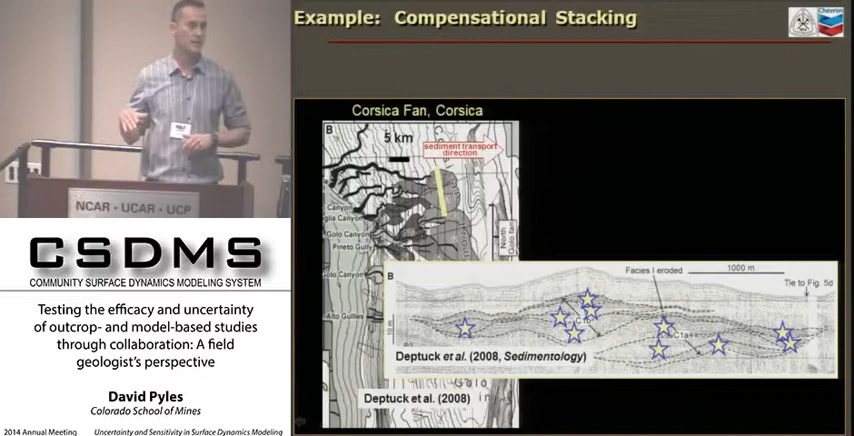 Example: Compensational Stacking
Chevron
Corsica Fan, Corsica
B
5 km
sediment transport
direction
Canyon
glia Canyon
Golo Canyon
Pineto Gully
Golo Canyon
Alto Gullies
North
Golo fan
B
Facies I eroded
1000 m
Tie to Fig. 5d
10 m
C1a
Deptuck et al. (2008, Sedimentology)
Deptuck et al. (2008)
NCAR - UCAR - UCP
CSDMS
COMMUNITY SURFACE DYNAMICS MODELING SYSTEM
Testing the efficacy and uncertainty
of outcrop- and model-based studies
through collaboration: A field
geologist's perspective
David Pyles
Colorado School of Mines
2014 Annual Meeting Uncertainty and Sensitivity in Surface Dynamics Modeling